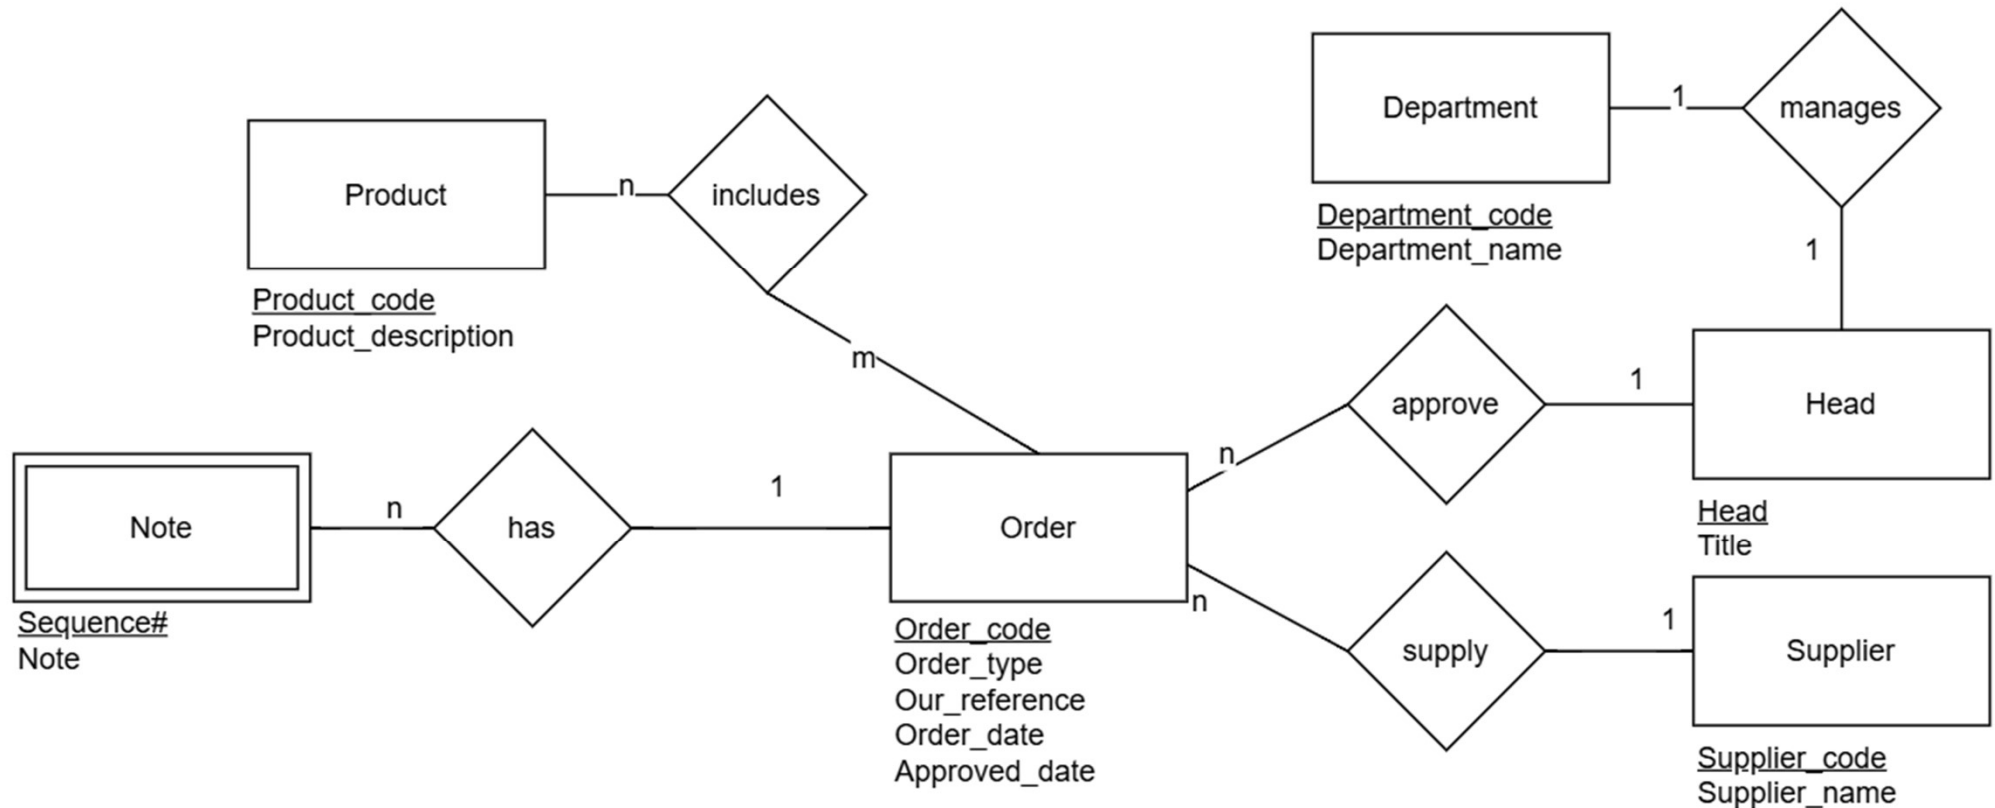 Department
1
manages
Department_code
Department_name
1
Product
n
includes
Product_code
Product_description
m
approve
1
Head
n
Head
Title
Note
n
has
1
Order
n
Sequence#
Note
Order_code
Order_type
Our_reference
Order_date
Approved_date
supply
1
Supplier
Supplier_code
Supplier_name